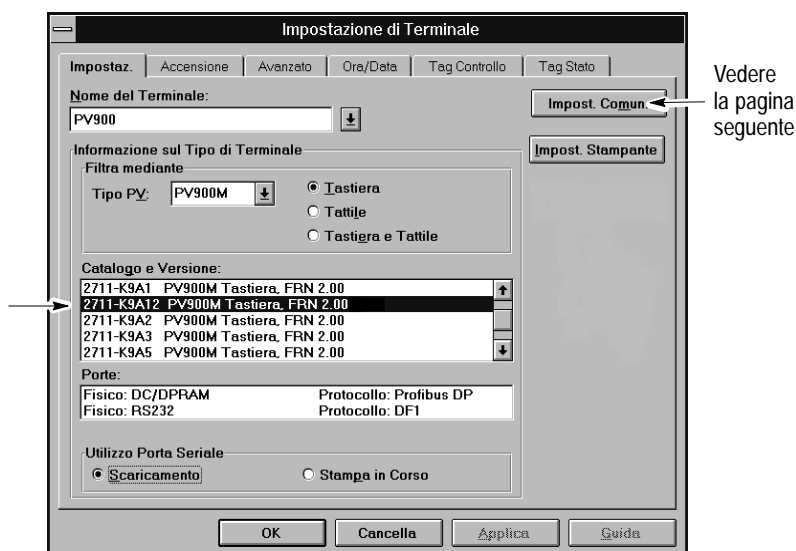 Impostazione di Terminale
Impostaz. Accensione Avanzato Ora/Data Tag Controllo Tag Stato
Nome del Terminale:
PV900
Impost. Comun.
Vedere
la pagina
seguente
Impost. Stampante
Informazione sul Tipo di Terminale
Filtra mediante
Tipo PV: PV900M
Tastiera
Tattile
Tastiera e Tattile
Catalogo e Versione:
2711-K9A1 PV900M Tastiera, FRN 2.00
2711-K9A12 PV900M Tastiera, FRN 2.00
2711-K9A2 PV900M Tastiera, FRN 2.00
2711-K9A3 PV900M Tastiera, FRN 2.00
2711-K9A5 PV900M Tastiera, FRN 2.00
Porte:
Fisico: DC/DPRAM Protocollo: Profibus DP
Fisico: RS232 Protocollo: DF1
Utilizzo Porta Seriale
Scaricamento Stampa in Corso
OK Cancella Applica Guida